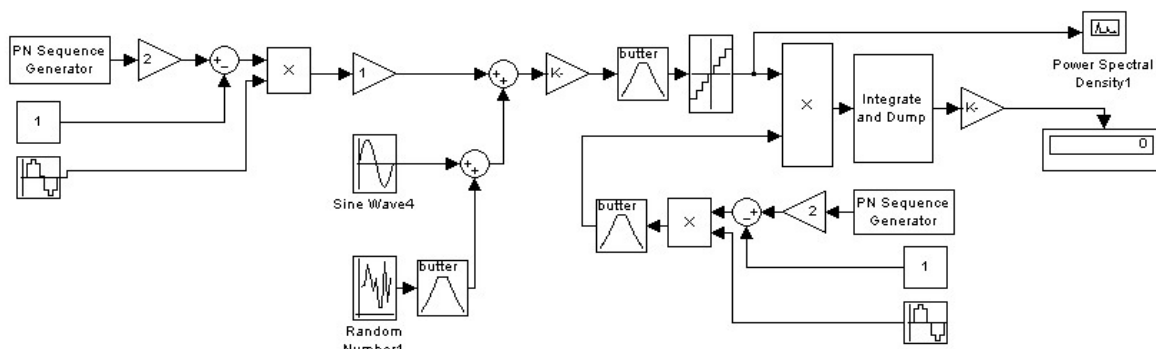 PN Sequence
Generator
2
1
1
butter
K-
Integrate
and Dump
K-
Power Spectral
Density1
0
Sine Wave4
butter
2
PN Sequence
Generator
1
butter
Random
Number1